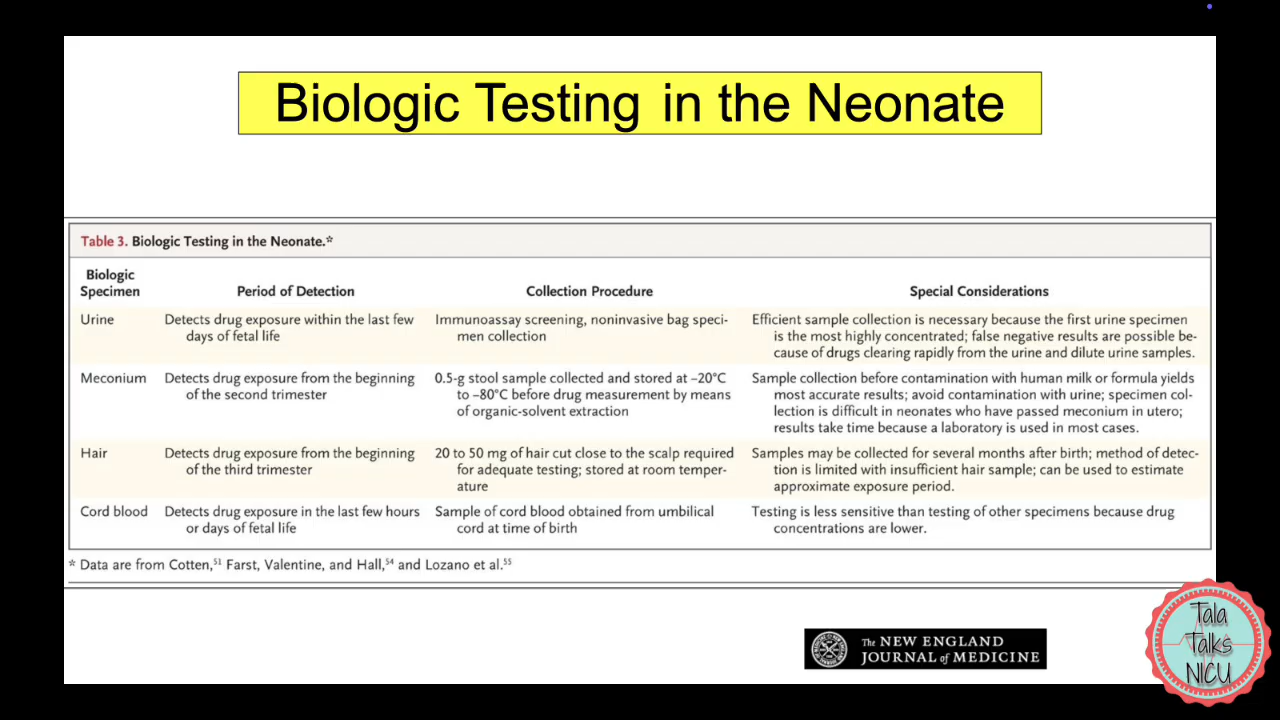 Biologic Testing in the Neonate
Table 3. Biologic Testing in the Neonate.*
Biologic
Specimen
Period of Detection
Collection Procedure
Special Considerations
Urine
Detects drug exposure within the last few
days of fetal life
Immunoassay screening, noninvasive bag speci-
men collection
Efficient sample collection is necessary because the first urine specimen
is the most highly concentrated; false negative results are possible be-
cause of drugs clearing rapidly from the urine and dilute urine samples.
Meconium
Detects drug exposure from the beginning
of the second trimester
0.5-g stool sample collected and stored at −20°C
to −80°C before drug measurement by means
of organic-solvent extraction
Sample collection before contamination with human milk or formula yields
most accurate results; avoid contamination with urine; specimen col-
lection is difficult in neonates who have passed meconium in utero;
results take time because a laboratory is used in most cases.
Hair
Detects drug exposure from the beginning
of the third trimester
20 to 50 mg of hair cut close to the scalp required
for adequate testing; stored at room temper-
ature
Samples may be collected for several months after birth; method of detec-
tion is limited with insufficient hair sample; can be used to estimate
approximate exposure period.
Cord blood
Detects drug exposure in the last few hours
or days of fetal life
Sample of cord blood obtained from umbilical
cord at time of birth
Testing is less sensitive than testing of other specimens because drug
concentrations are lower.
* Data are from Cotten,⁵¹ Farst, Valentine, and Hall,⁵⁴ and Lozano et al.⁵⁵
The NEW ENGLAND
JOURNAL of MEDICINE
Tala
Talks
NICU